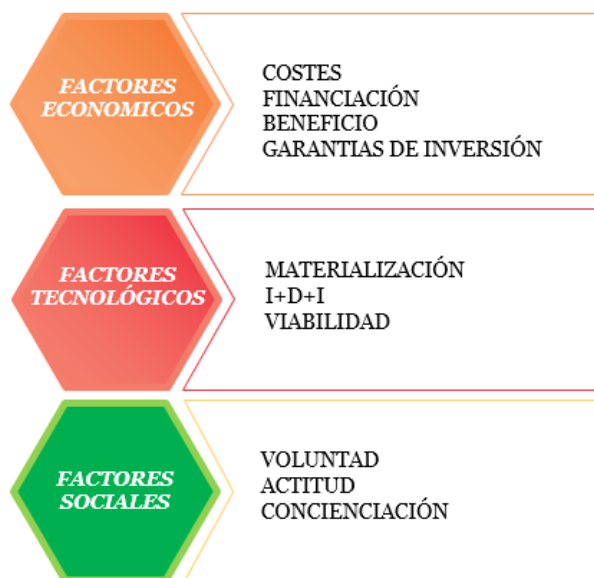 FACTORES
ECONOMICOS
COSTES
FINANCIACIÓN
BENEFICIO
GARANTIAS DE INVERSIÓN
FACTORES
TECNOLÓGICOS
MATERIALIZACIÓN
I+D+I
VIABILIDAD
FACTORES
SOCIALES
VOLUNTAD
ACTITUD
CONCIENCIACIÓN